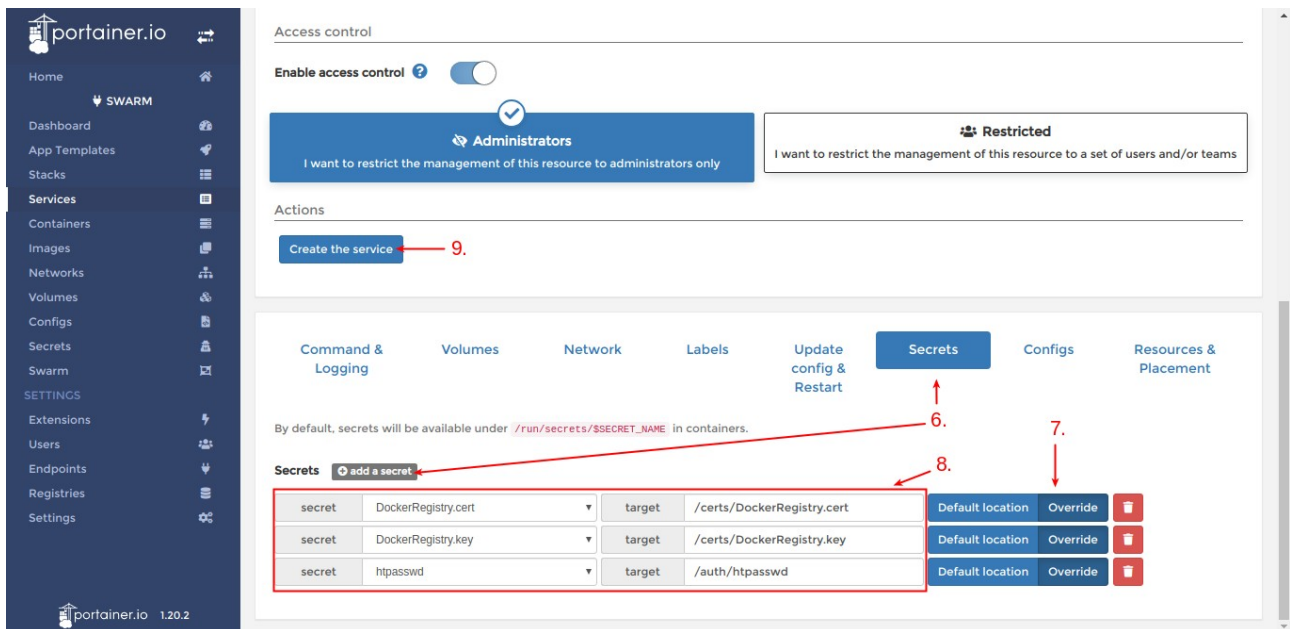 portainer.io
Home
SWARM
Dashboard
App Templates
Stacks
Services
Containers
Images
Networks
Volumes
Configs
Secrets
Swarm
SETTINGS
Extensions
Users
Endpoints
Registries
Settings
portainer.io 1.20.2
Access control
Enable access control ?
Administrators
I want to restrict the management of this resource to administrators only
Restricted
I want to restrict the management of this resource to a set of users and/or teams
Actions
Create the service 9.
Command & Logging
Volumes
Network
Labels
Update config & Restart
Secrets
Configs
Resources & Placement
6.
7.
By default, secrets will be available under /run/secrets/$SECRET_NAME in containers.
8.
Secrets add a secret
secret DockerRegistry.cert target /certs/DockerRegistry.cert Default location Override
secret DockerRegistry.key target /certs/DockerRegistry.key Default location Override
secret htpasswd target /auth/htpasswd Default location Override